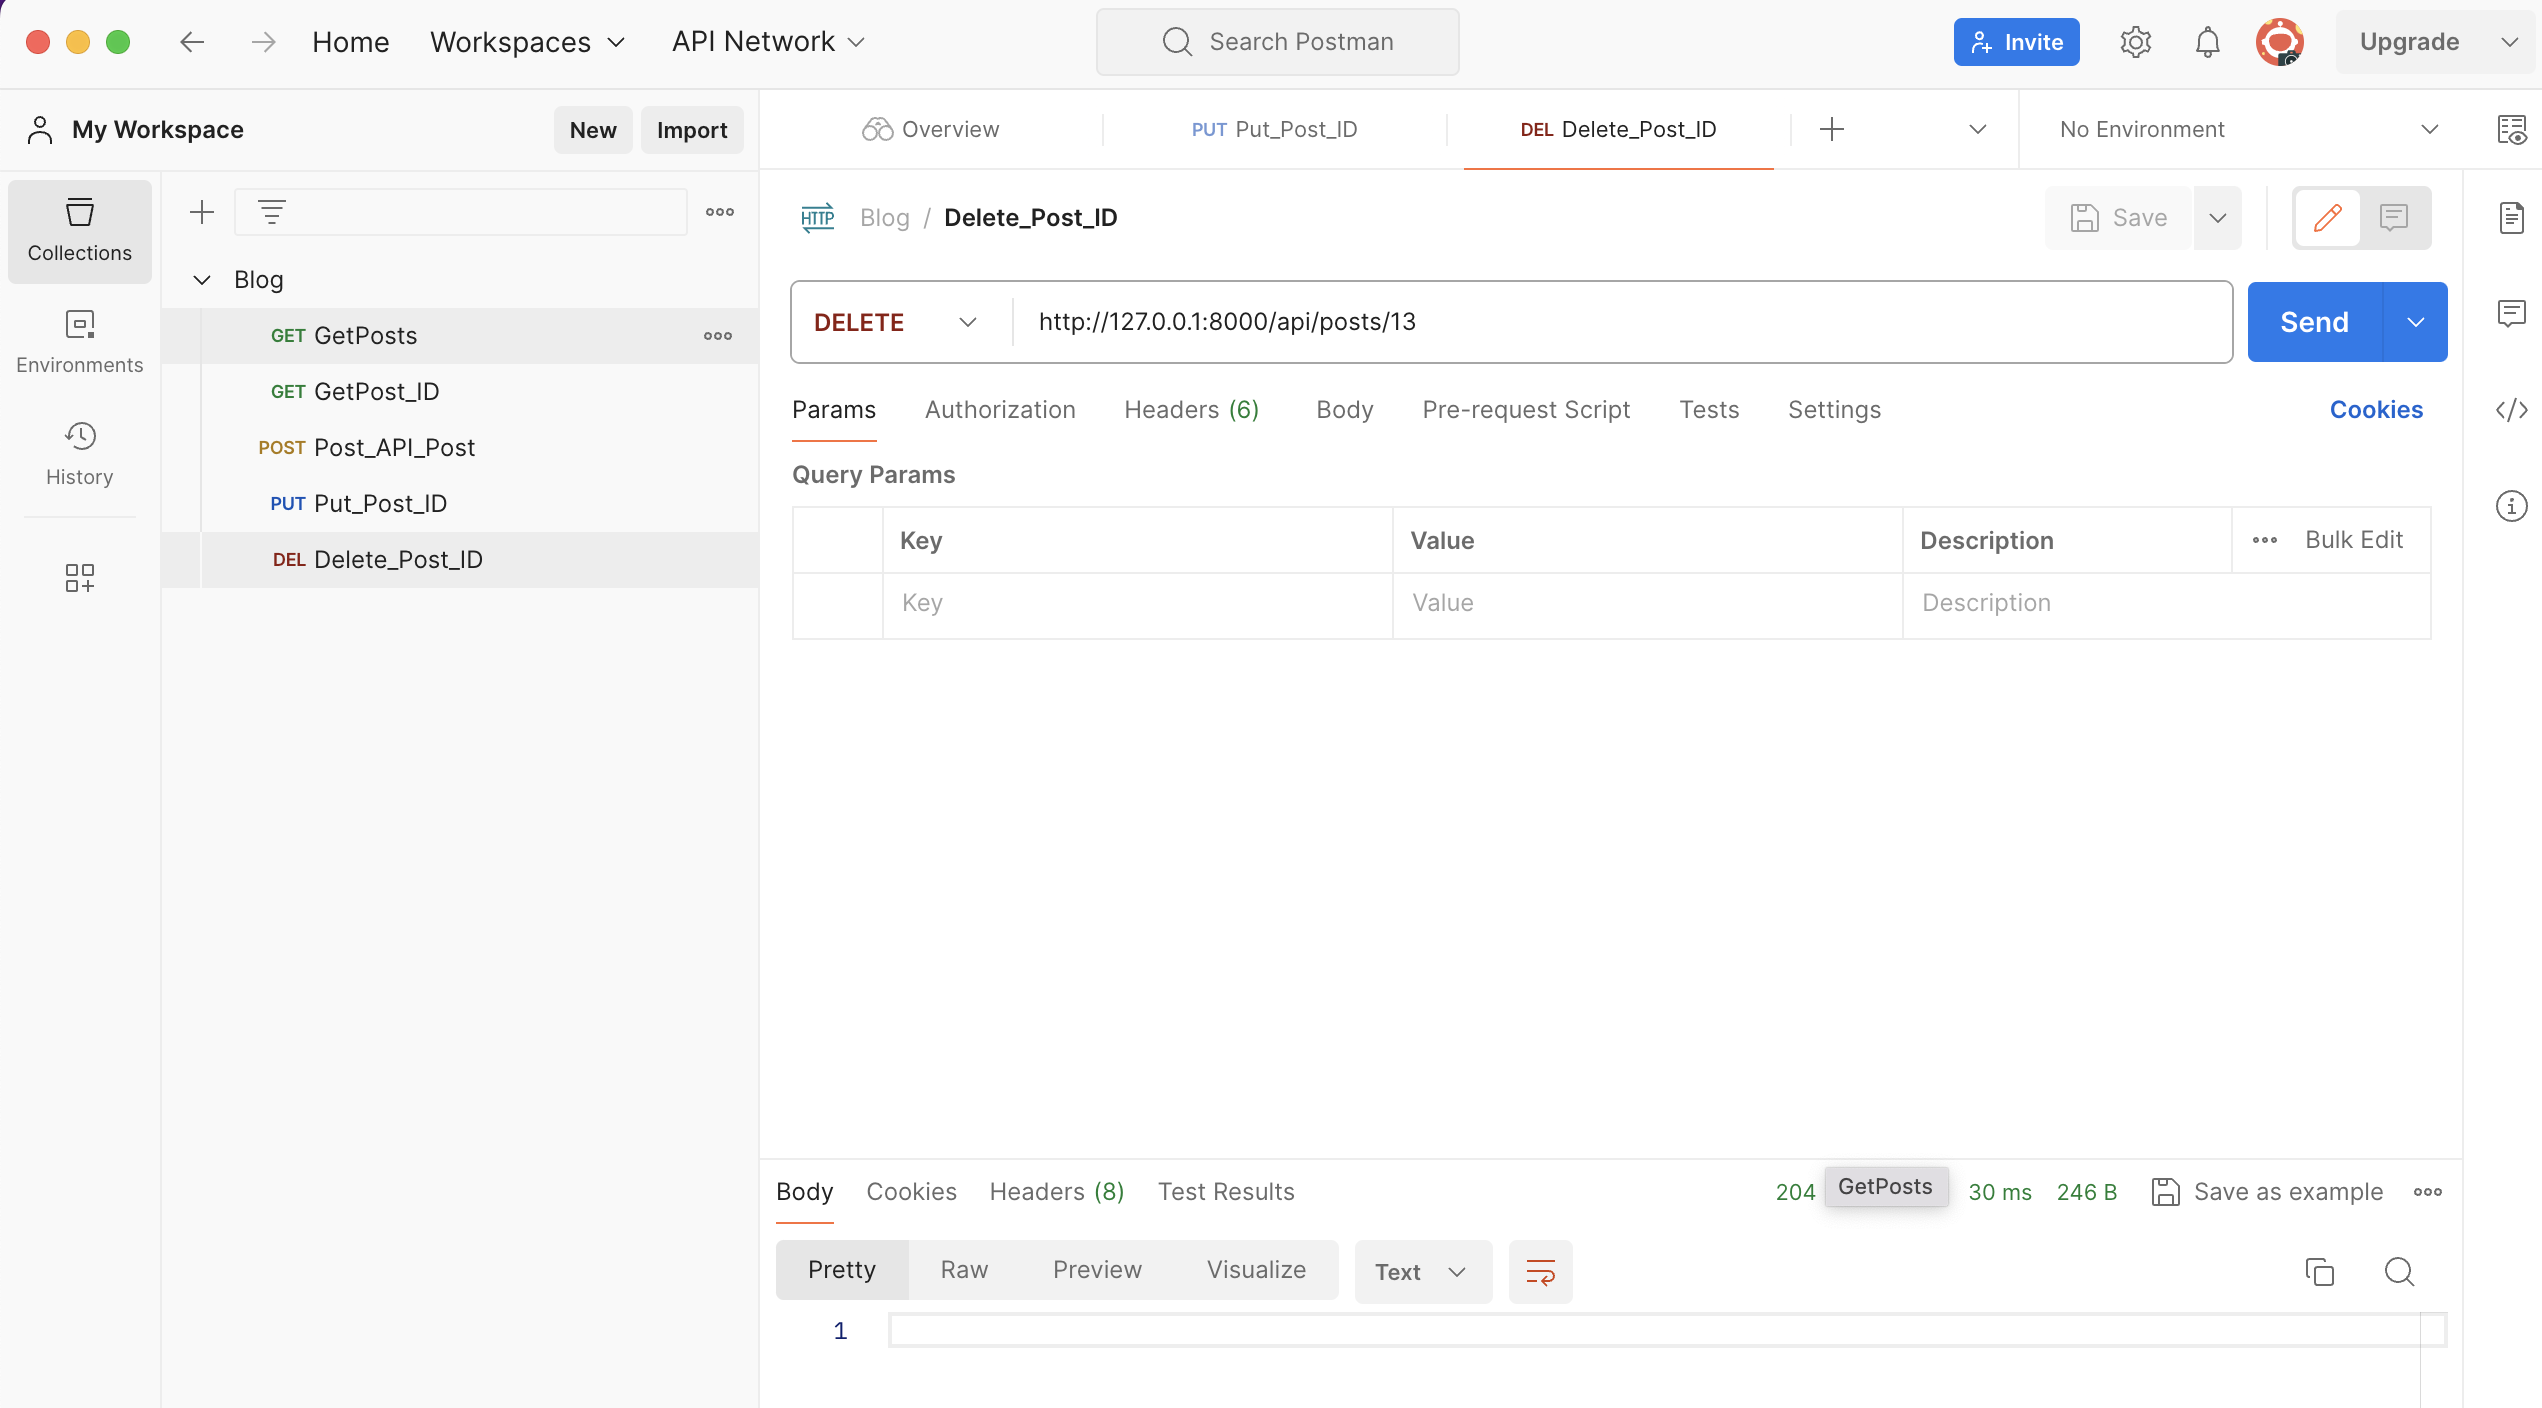 Home Workspaces API Network Search Postman Invite Upgrade
My Workspace New Import Overview PUT Put_Post_ID DEL Delete_Post_ID No Environment
Collections
Environments
History
Blog
GET GetPosts
GET GetPost_ID
POST Post_API_Post
PUT Put_Post_ID
DEL Delete_Post_ID
HTTP Blog / Delete_Post_ID Save
DELETE http://127.0.0.1:8000/api/posts/13 Send
Params Authorization Headers (6) Body Pre-request Script Tests Settings Cookies
Query Params
Key Value Description Bulk Edit
Key Value Description
Body Cookies Headers (8) Test Results 204 GetPosts 30 ms 246 B Save as example
Pretty Raw Preview Visualize Text
1